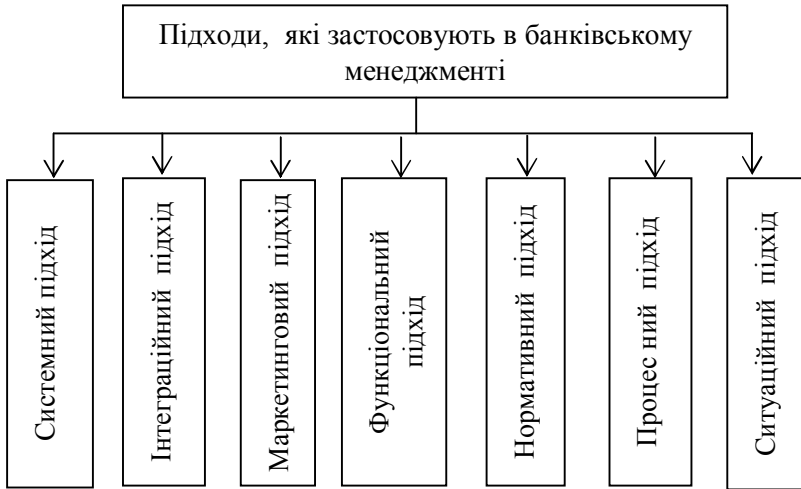 Підходи, які застосовують в банківському
менеджменті
Системний підхід
Інтеграційний підхід
Маркетинговий підхід
Функціональний
підхід
Нормативний підхід
Процес ний підхід
Ситуаційний підхід